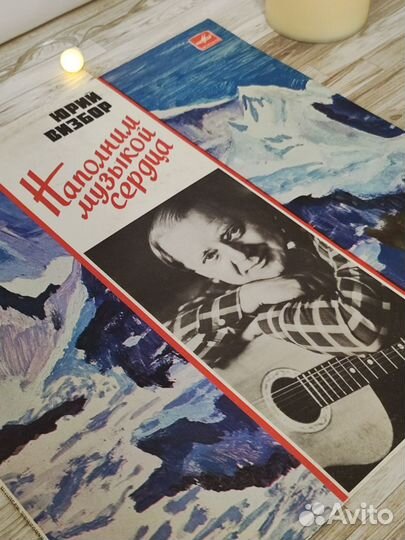 ЮРИЙ
ВИЗБОР
Наполним
музыкой
сердца
Avito